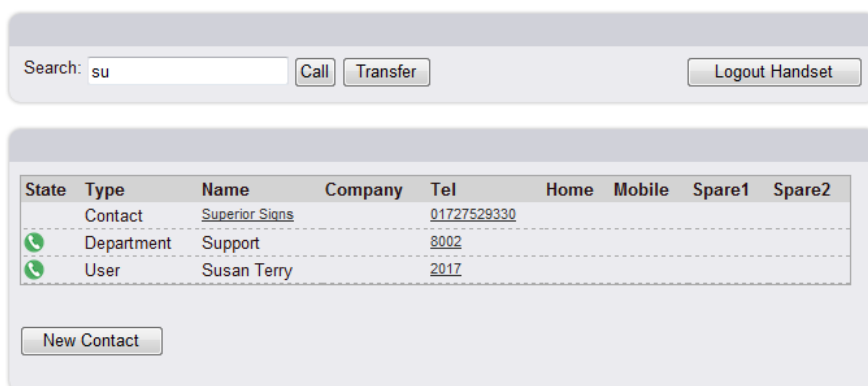 Search: su Call Transfer Logout Handset
State Type Name Company Tel Home Mobile Spare1 Spare2
Contact Superior Signs 01727529330
Department Support 8002
User Susan Terry 2017
New Contact